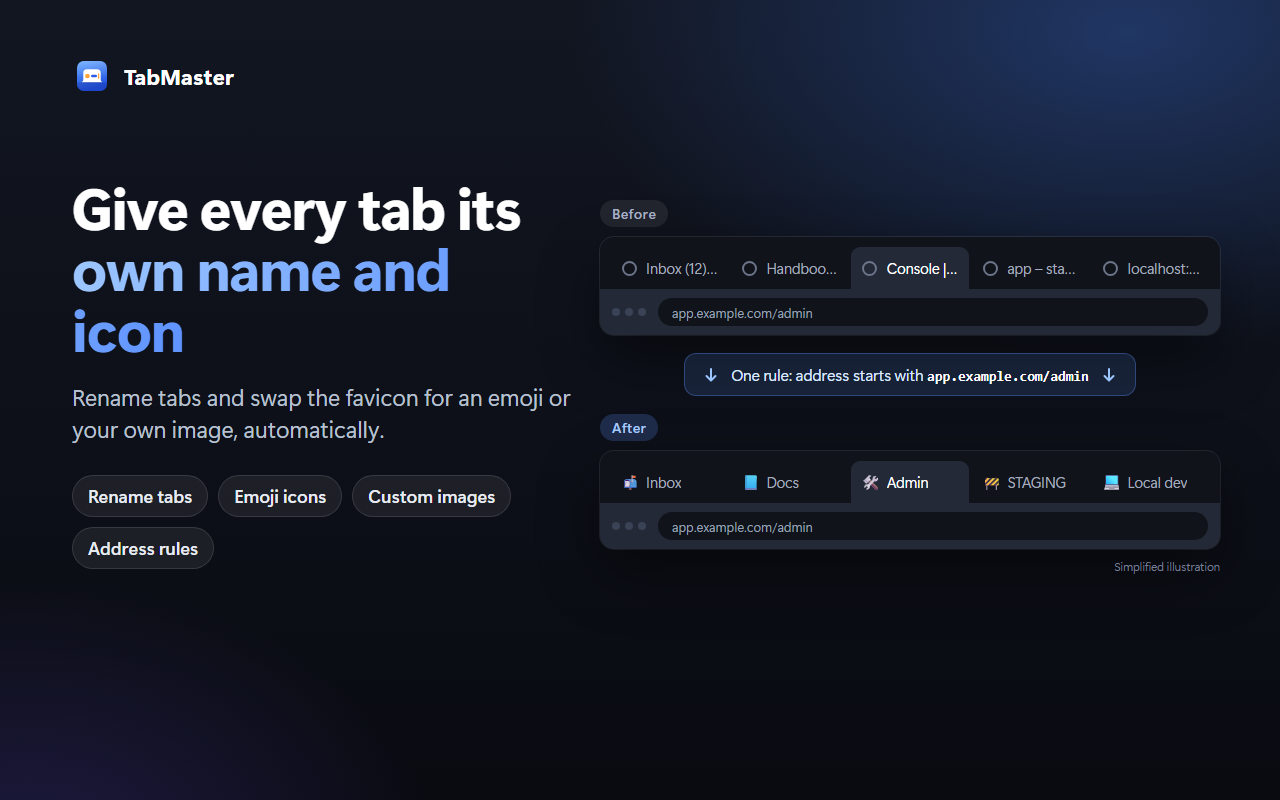 TabMaster
Give every tab its
own name and
icon
Rename tabs and swap the favicon for an emoji or
your own image, automatically.
Rename tabs
Emoji icons
Custom images
Address rules
Before
Inbox (12)...
Handboo...
Console |...
app – sta...
localhost:...
app.example.com/admin
↓ One rule: address starts with app.example.com/admin ↓
After
Inbox
Docs
Admin
STAGING
Local dev
app.example.com/admin
Simplified illustration